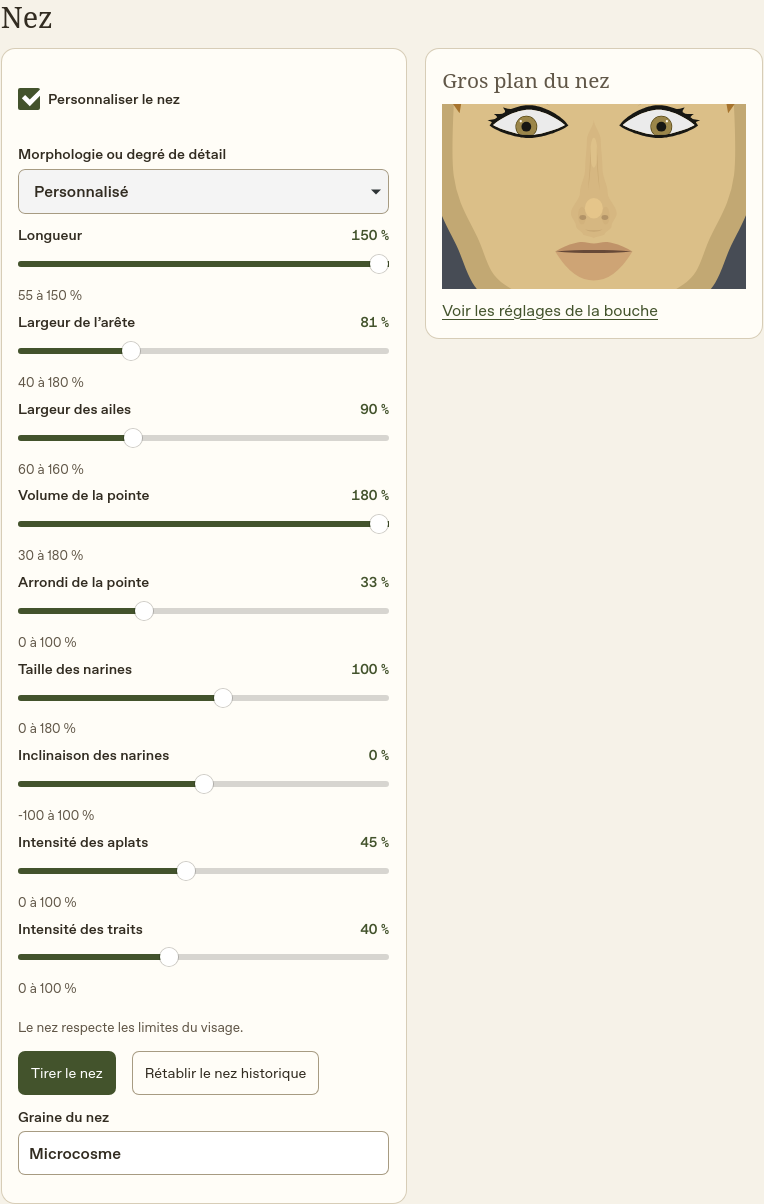 Nez
Personnaliser le nez
Morphologie ou degré de détail
Personnalisé
Longueur 150 %
55 à 150 %
Largeur de l’arête 81 %
40 à 180 %
Largeur des ailes 90 %
60 à 160 %
Volume de la pointe 180 %
30 à 180 %
Arrondi de la pointe 33 %
0 à 100 %
Taille des narines 100 %
0 à 180 %
Inclinaison des narines 0 %
-100 à 100 %
Intensité des aplats 45 %
0 à 100 %
Intensité des traits 40 %
0 à 100 %
Le nez respecte les limites du visage.
Tirer le nez Rétablir le nez historique
Graine du nez
Microcosme
Gros plan du nez
Voir les réglages de la bouche